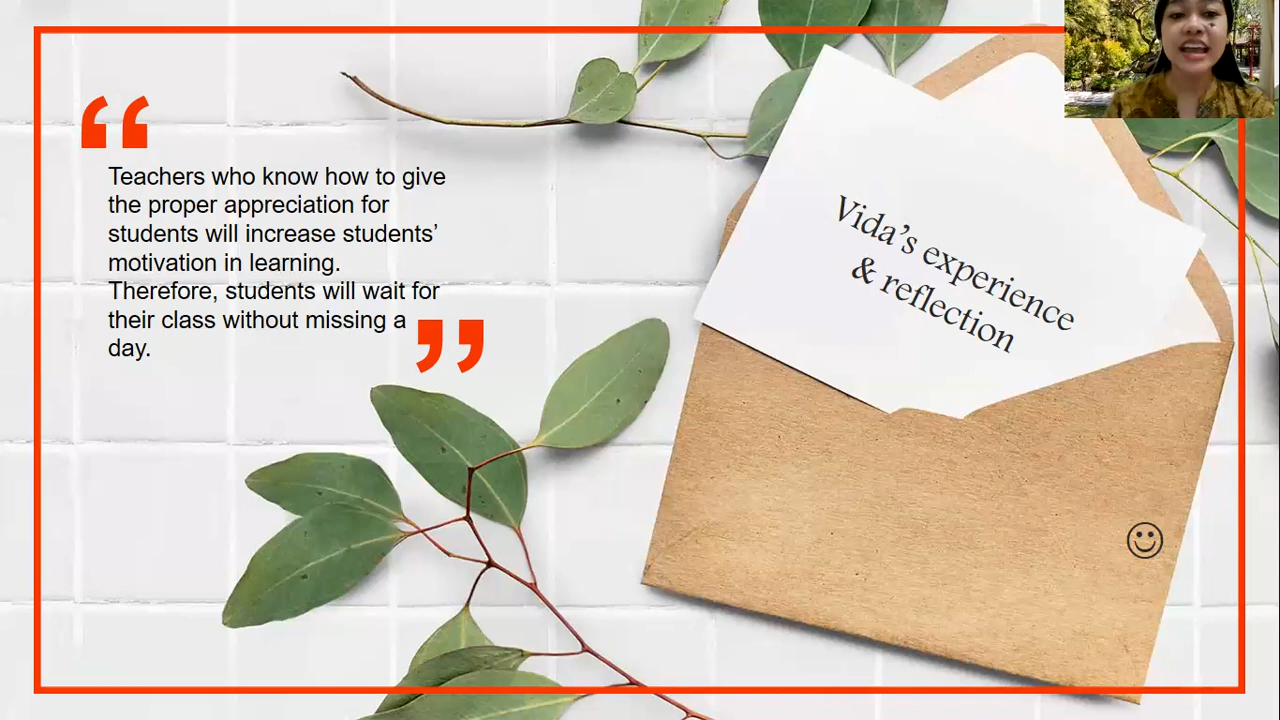 Teachers who know how to give
the proper appreciation for
students will increase students’
motivation in learning.
Therefore, students will wait for
their class without missing a
day.
Vida’s experience
& reflection